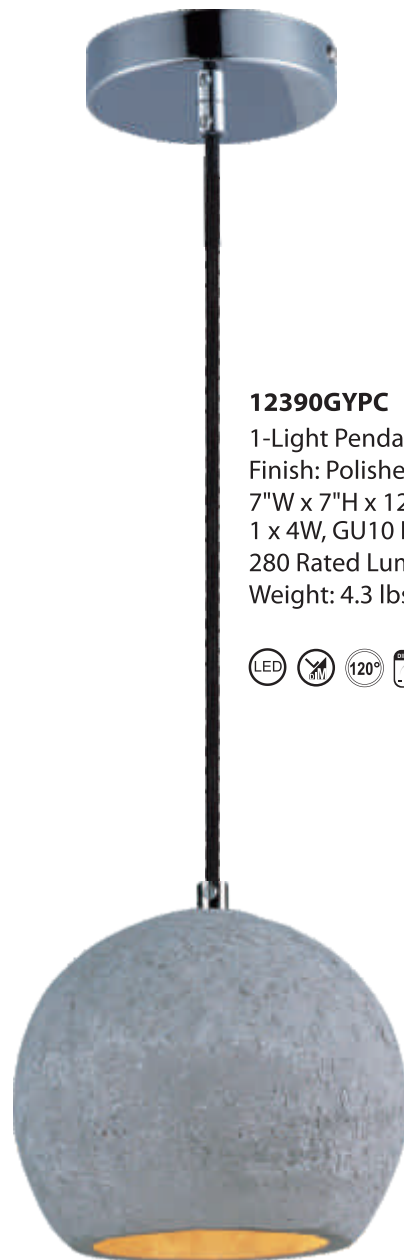 12390GYPC
1-Light Penda
Finish: Polishe
7"W x 7"H x 12
1 x 4W, GU10
280 Rated Lun
Weight: 4.3 lbs
LED DIM 120°